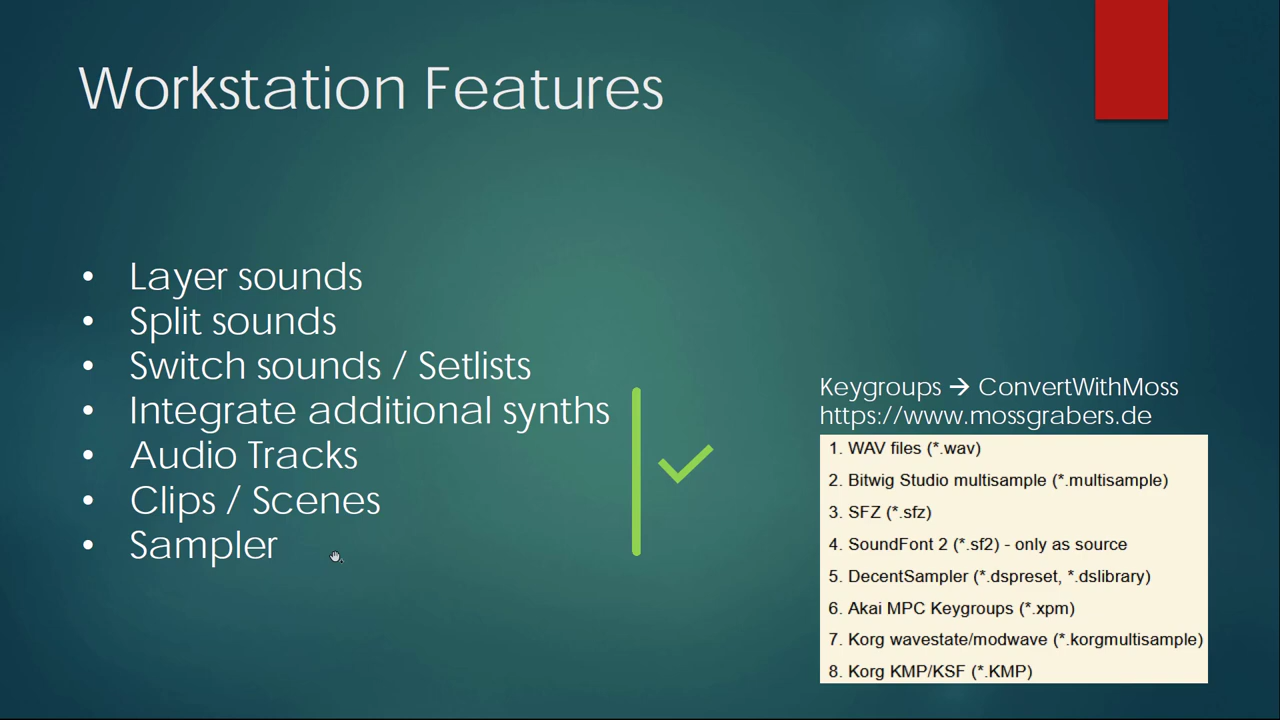 Workstation Features
• Layer sounds
• Split sounds
• Switch sounds / Setlists
• Integrate additional synths
• Audio Tracks
• Clips / Scenes
• Sampler
Keygroups → ConvertWithMoss
https://www.mossgrabers.de
1. WAV files (*.wav)
2. Bitwig Studio multisample (*.multisample)
3. SFZ (*.sfz)
4. SoundFont 2 (*.sf2) - only as source
5. DecentSampler (*.dspreset, *.dslibrary)
6. Akai MPC Keygroups (*.xpm)
7. Korg wavestate/modwave (*.korgmultisample)
8. Korg KMP/KSF (*.KMP)